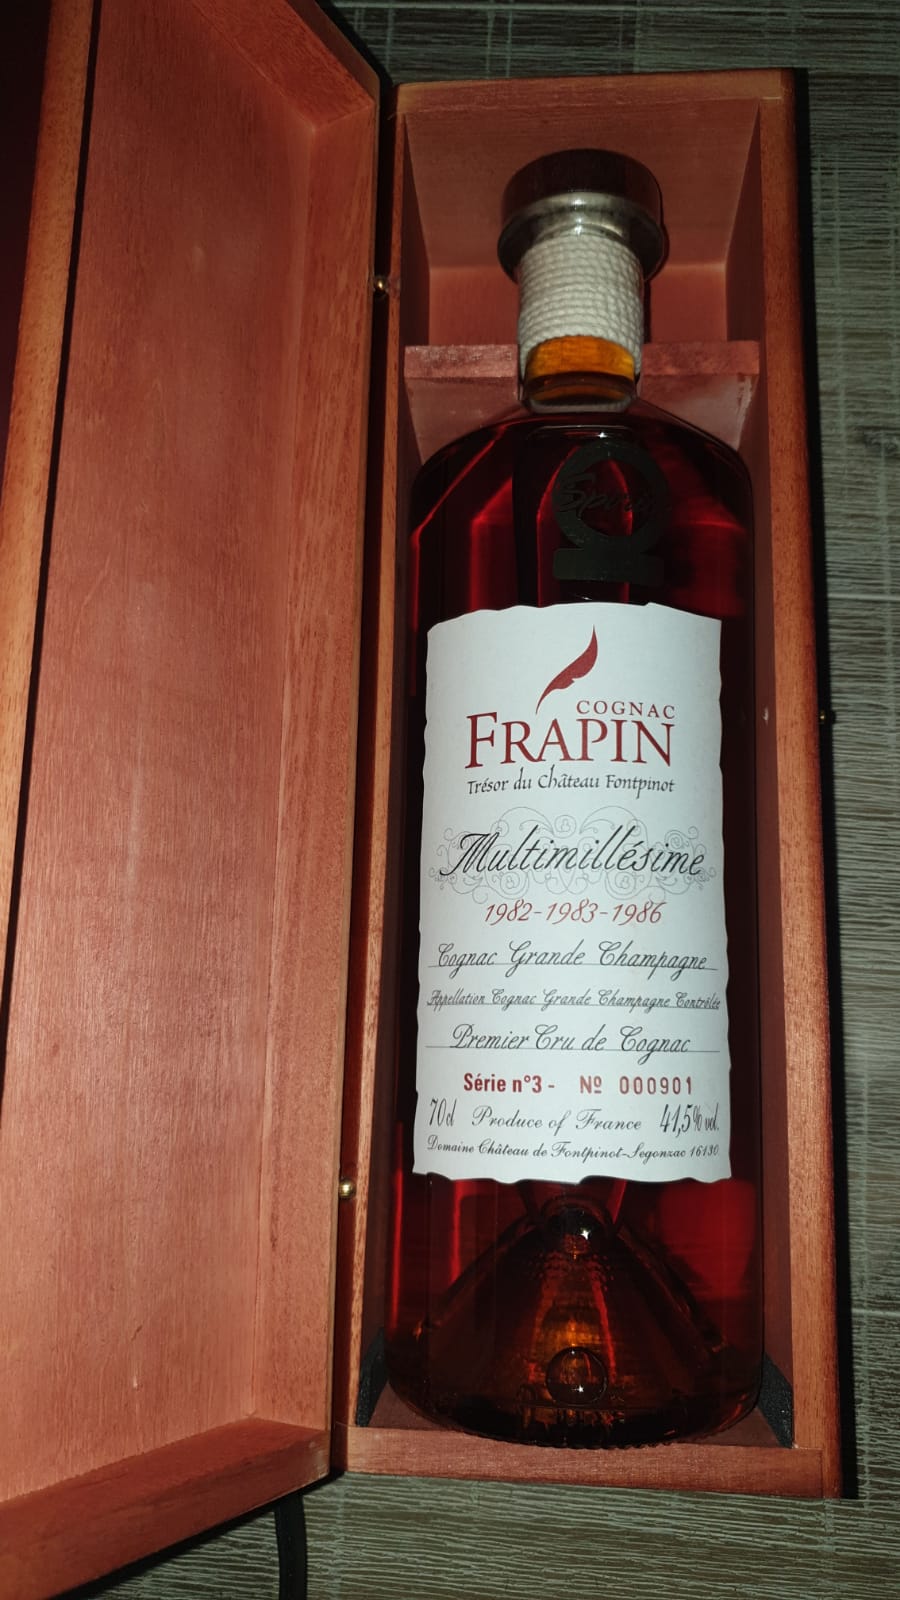 COGNAC
FRAPIN
Trésor du Château Fontpinot
Multimillésime
1982-1983-1986
Cognac Grande Champagne
Appellation Cognac Grande Champagne Contrôlée
Premier Cru de Cognac
Série n°3 - Nº 000901
70cl Produce of France 41,5% vol.
Domaine Château de Fontpinot-Segonzac 16130